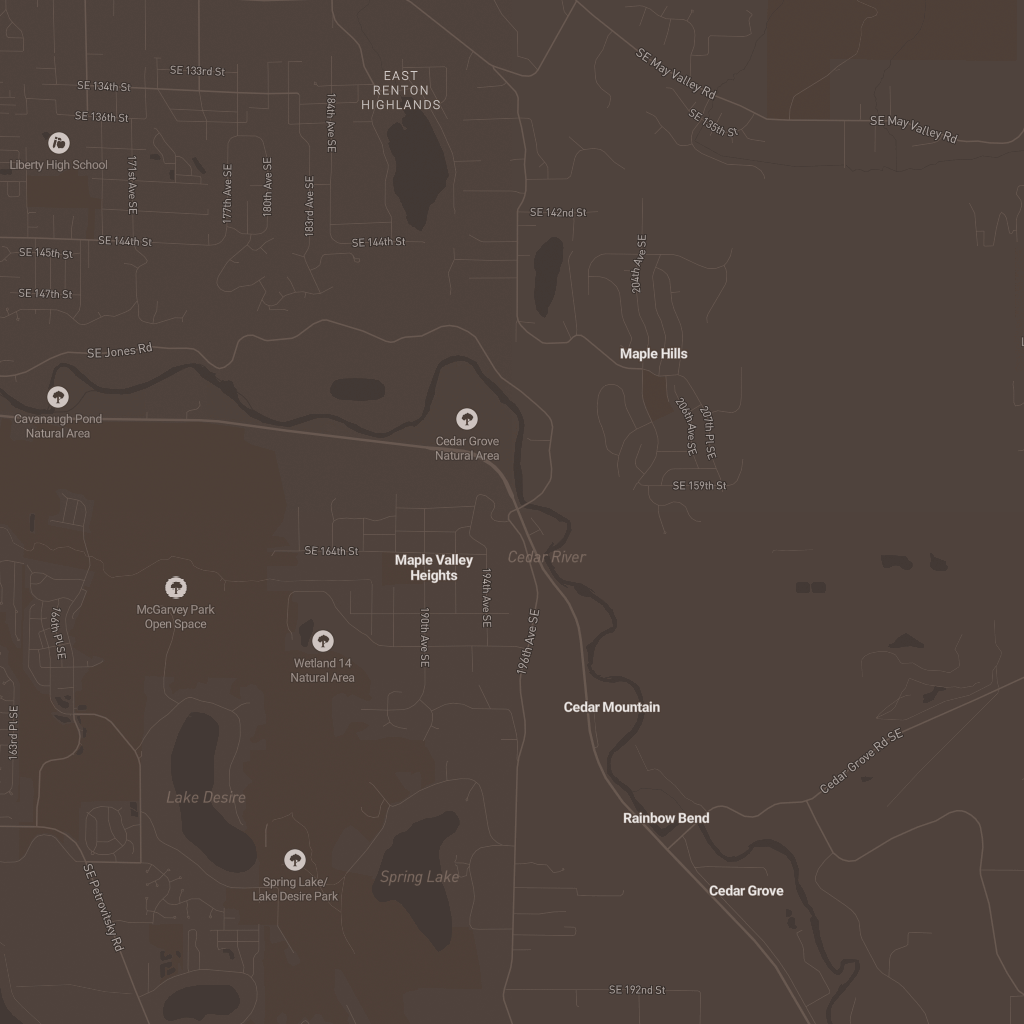 SE May Valley Rd
EAST
RENTON
HIGHLANDS
SE 133rd St
SE 134th St
184th Ave SE
SE 136th St
SE 135th St
SE May Valley Rd
Liberty High School
171st Ave SE
177th Ave SE
180th Ave SE
183rd Ave SE
SE 142nd St
SE 144th St
SE 144th St
SE 145th St
204th Ave SE
SE 147th St
SE Jones Rd
Maple Hills
Cavanaugh Pond
Natural Area
Cedar Grove
Natural Area
206th Ave SE
207th Pl SE
SE 159th St
SE 164th St
Maple Valley
Heights
Cedar River
194th Ave SE
McGarvey Park
Open Space
166th Pl SE
190th Ave SE
196th Ave SE
Wetland 14
Natural Area
163rd Pl SE
Cedar Mountain
Cedar Grove Rd SE
Lake Desire
Rainbow Bend
Spring Lake
Spring Lake/
Lake Desire Park
Cedar Grove
SE Petrovitsky Rd
SE 192nd St